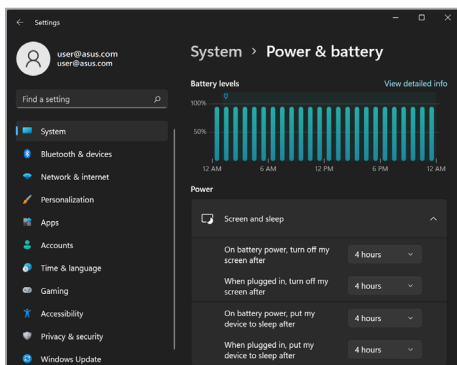 Settings
user@asus.com
user@asus.com
Find a setting
System
Bluetooth & devices
Network & internet
Personalization
Apps
Accounts
Time & language
Gaming
Accessibility
Privacy & security
Windows Update
System > Power & battery
Battery levels
View detailed info
100%
50%
12 AM 6 AM 12 PM 6 PM 12 AM
Power
Screen and sleep
On battery power, turn off my
screen after
4 hours
When plugged in, turn off my
screen after
4 hours
On battery power, put my
device to sleep after
4 hours
When plugged in, put my
device to sleep after
4 hours